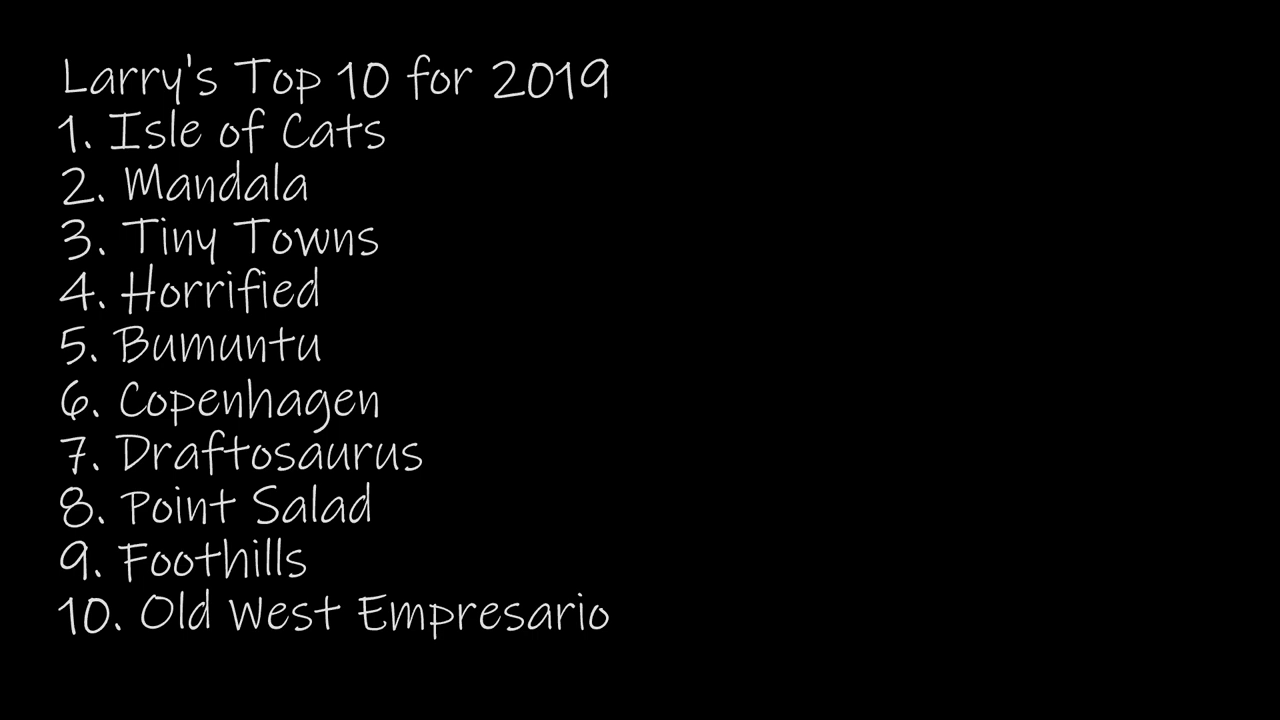 Larry's Top 10 for 2019
1. Isle of Cats
2. Mandala
3. Tiny Towns
4. Horrified
5. Bumuntu
6. Copenhagen
7. Draftosaurus
8. Point Salad
9. Foothills
10. Old West Empresario